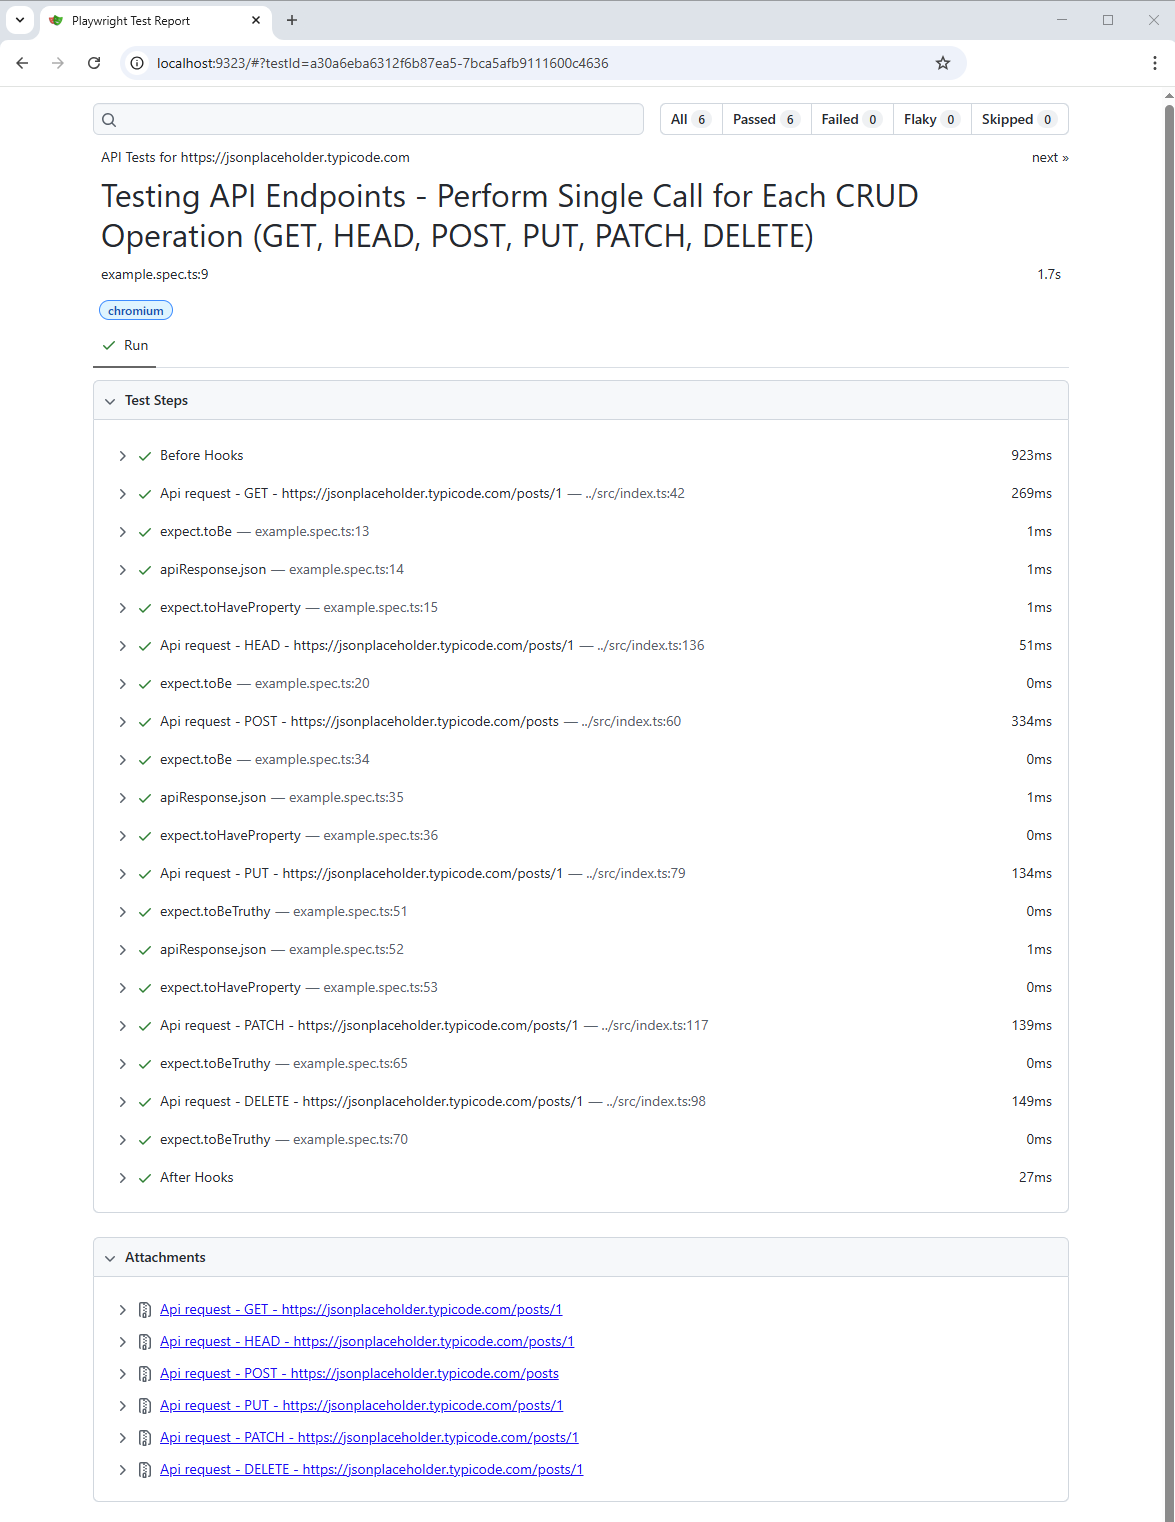 Playwright Test Report
localhost:9323/#?testId=a30a6eba6312f6b87ea5-7bca5afb9111600c4636
All 6 Passed 6 Failed 0 Flaky 0 Skipped 0
API Tests for https://jsonplaceholder.typicode.com next »
Testing API Endpoints - Perform Single Call for Each CRUD
Operation (GET, HEAD, POST, PUT, PATCH, DELETE)
example.spec.ts:9 1.7s
chromium
Run
Test Steps
Before Hooks 923ms
Api request - GET - https://jsonplaceholder.typicode.com/posts/1 — ../src/index.ts:42 269ms
expect.toBe — example.spec.ts:13 1ms
apiResponse.json — example.spec.ts:14 1ms
expect.toHaveProperty — example.spec.ts:15 1ms
Api request - HEAD - https://jsonplaceholder.typicode.com/posts/1 — ../src/index.ts:136 51ms
expect.toBe — example.spec.ts:20 0ms
Api request - POST - https://jsonplaceholder.typicode.com/posts — ../src/index.ts:60 334ms
expect.toBe — example.spec.ts:34 0ms
apiResponse.json — example.spec.ts:35 1ms
expect.toHaveProperty — example.spec.ts:36 0ms
Api request - PUT - https://jsonplaceholder.typicode.com/posts/1 — ../src/index.ts:79 134ms
expect.toBeTruthy — example.spec.ts:51 0ms
apiResponse.json — example.spec.ts:52 1ms
expect.toHaveProperty — example.spec.ts:53 0ms
Api request - PATCH - https://jsonplaceholder.typicode.com/posts/1 — ../src/index.ts:117 139ms
expect.toBeTruthy — example.spec.ts:65 0ms
Api request - DELETE - https://jsonplaceholder.typicode.com/posts/1 — ../src/index.ts:98 149ms
expect.toBeTruthy — example.spec.ts:70 0ms
After Hooks 27ms
Attachments
Api request - GET - https://jsonplaceholder.typicode.com/posts/1
Api request - HEAD - https://jsonplaceholder.typicode.com/posts/1
Api request - POST - https://jsonplaceholder.typicode.com/posts
Api request - PUT - https://jsonplaceholder.typicode.com/posts/1
Api request - PATCH - https://jsonplaceholder.typicode.com/posts/1
Api request - DELETE - https://jsonplaceholder.typicode.com/posts/1